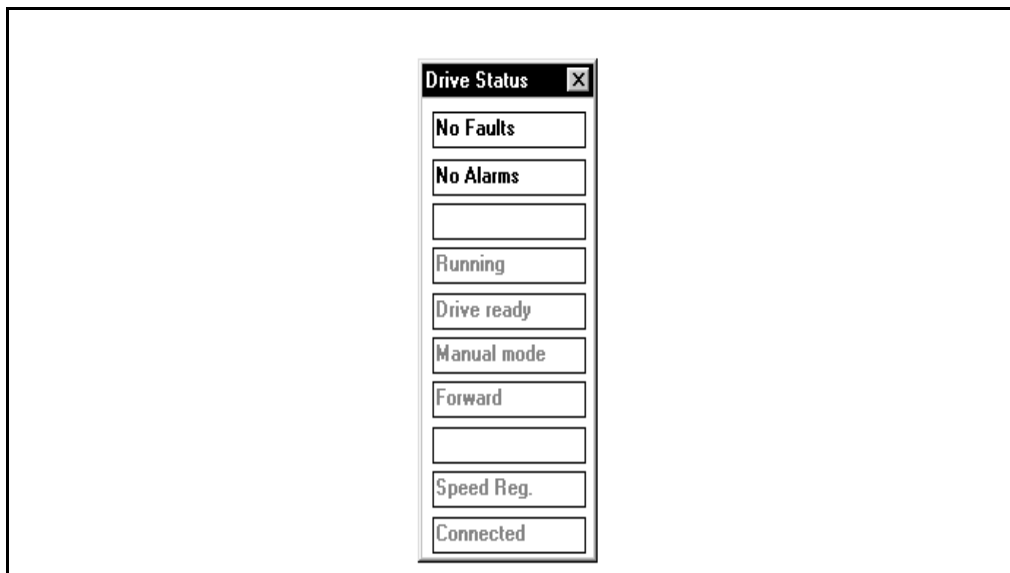 Drive Status
No Faults
No Alarms
Running
Drive ready
Manual mode
Forward
Speed Reg.
Connected